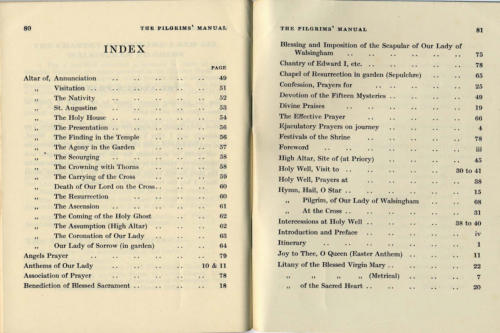 80 THE PILGRIMS' MANUAL
INDEX
PAGE
Altar of, Annunciation .. .. .. .. 49
„ Visitation .. .. .. .. 51
„ The Nativity .. .. .. .. 52
„ St. Augustine .. .. .. .. 53
„ The Holy House .. .. .. .. 54
„ The Presentation .. .. .. .. 56
„ The Finding in the Temple .. .. .. 56
„ The Agony in the Garden .. .. .. 57
„ The Scourging .. .. .. .. 58
„ The Crowning with Thorns .. .. .. 58
„ The Carrying of the Cross .. .. .. 59
„ Death of Our Lord on the Cross .. .. .. 60
„ The Resurrection .. .. .. .. 60
„ The Ascension .. .. .. .. 61
„ The Coming of the Holy Ghost .. .. .. 62
„ The Assumption (High Altar) .. .. .. 62
„ The Coronation of Our Lady .. .. .. 63
„ Our Lady of Sorrow (in garden) .. .. .. 64
Angels Prayer .. .. .. .. .. 79
Anthems of Our Lady .. .. .. .. 10 & 11
Association of Prayer .. .. .. .. .. 78
Benediction of Blessed Sacrament .. .. .. .. 18
THE PILGRIMS' MANUAL 81
Blessing and Imposition of the Scapular of Our Lady of
Walsingham .. .. .. .. .. 75
Chantry of Edward I, etc. .. .. .. .. 78
Chapel of Resurrection in garden (Sepulchre) .. .. 65
Confession, Prayers for .. .. .. .. 25
Devotion of the Fifteen Mysteries .. .. .. .. 49
Divine Praises .. .. .. .. .. 19
The Effective Prayer .. .. .. .. 66
Ejaculatory Prayers on journey .. .. .. .. 4
Festivals of the Shrine .. .. .. .. 78
Foreword .. .. .. .. .. iii
High Altar, Site of (at Priory) .. .. .. .. 45
Holy Well, Visit to .. .. .. .. 30 to 41
Holy Well, Prayers at .. .. .. .. 38
Hymn, Hail, O Star .. .. .. .. .. 15
„ Pilgrim, of Our Lady of Walsingham .. .. 68
„ At the Cross .. .. .. .. .. 31
Intercessions at Holy Well .. .. .. .. 38 to 40
Introduction and Preface .. .. .. .. iv
Itinerary .. .. .. .. .. 1
Joy to Thee, O Queen (Easter Anthem) .. .. .. 11
Litany of the Blessed Virgin Mary .. .. .. .. 22
„ „ „ „ (Metrical) .. .. 7
„ of the Sacred Heart .. .. .. .. 20